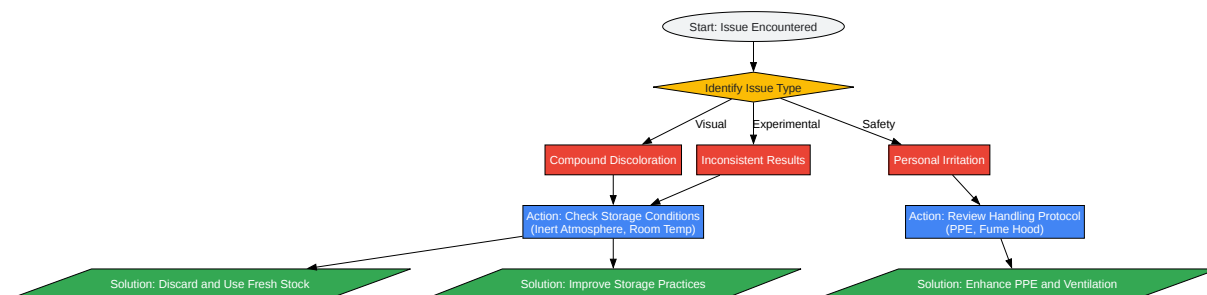 Start: Issue Encountered
Identify Issue Type
Visual
Experimental
Safety
Compound Discoloration
Inconsistent Results
Personal Irritation
Action: Check Storage Conditions
(Inert Atmosphere, Room Temp)
Action: Review Handling Protocol
(PPE, Fume Hood)
Solution: Discard and Use Fresh Stock
Solution: Improve Storage Practices
Solution: Enhance PPE and Ventilation